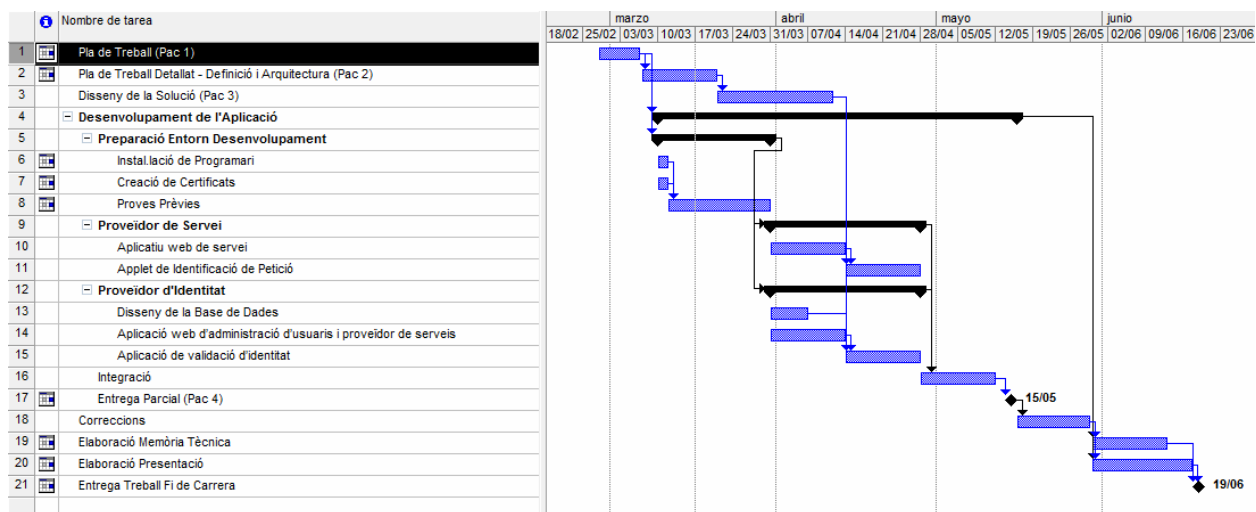 Nombre de tarea
marzo abril mayo junio
18/02 25/02 03/03 10/03 17/03 24/03 31/03 07/04 14/04 21/04 28/04 05/05 12/05 19/05 26/05 02/06 09/06 16/06 23/06
1 Pla de Treball (Pac 1)
2 Pla de Treball Detallat - Definició i Arquitectura (Pac 2)
3 Disseny de la Solució (Pac 3)
4 Desenvolupament de l'Aplicació
5 Preparació Entorn Desenvolupament
6 Instal.lació de Programari
7 Creació de Certificats
8 Proves Prèvies
9 Proveïdor de Servei
10 Aplicatiu web de servei
11 Applet de Identificació de Petició
12 Proveïdor d'Identitat
13 Disseny de la Base de Dades
14 Aplicació web d'administració d'usuaris i proveïdor de serveis
15 Aplicació de validació d'identitat
16 Integració
17 Entrega Parcial (Pac 4) 15/05
18 Correccions
19 Elaboració Memòria Tècnica
20 Elaboració Presentació
21 Entrega Treball Fi de Carrera 19/06